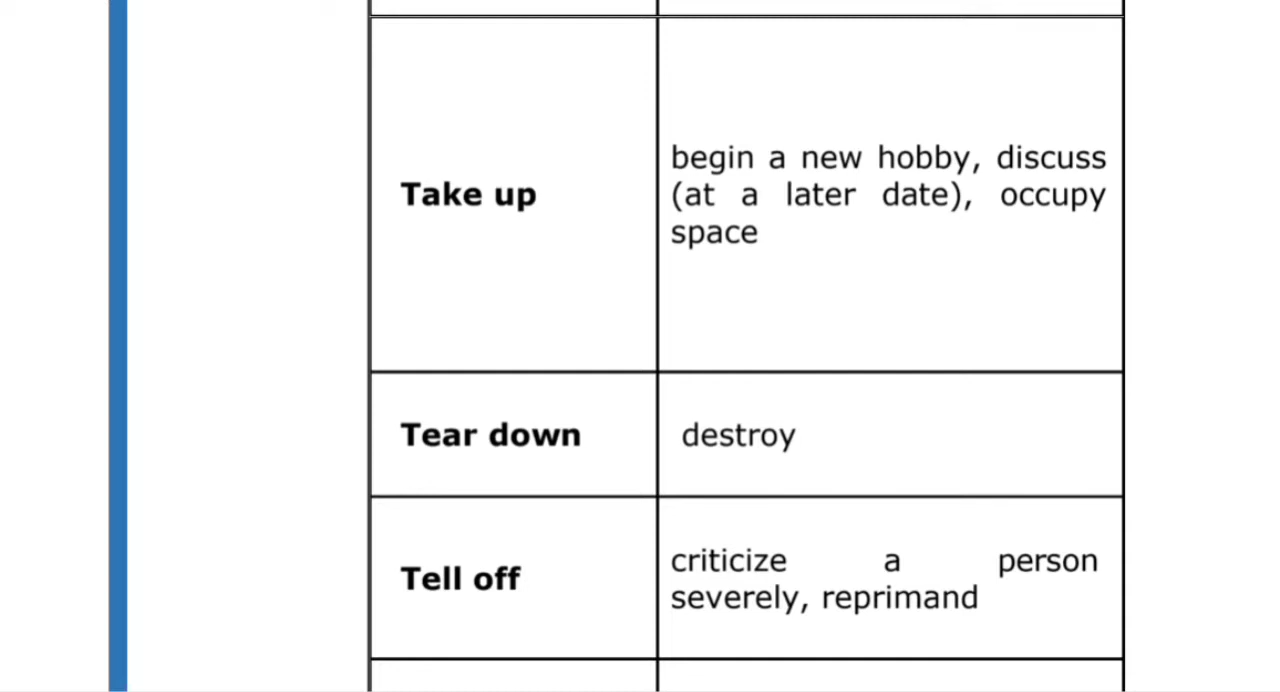 Take up
begin a new hobby, discuss
(at a later date), occupy
space
Tear down
destroy
Tell off
criticize a person
severely, reprimand